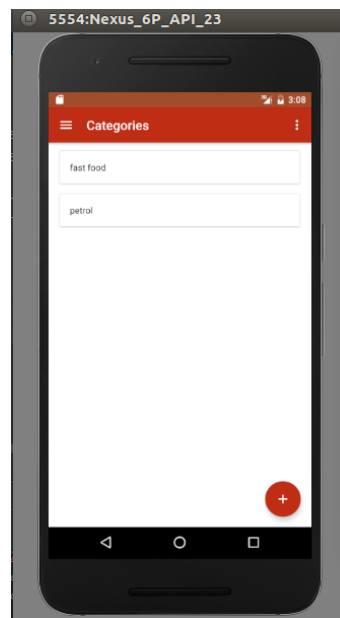 5554:Nexus_6P_API_23
3:08
Categories
fast food
petrol
+